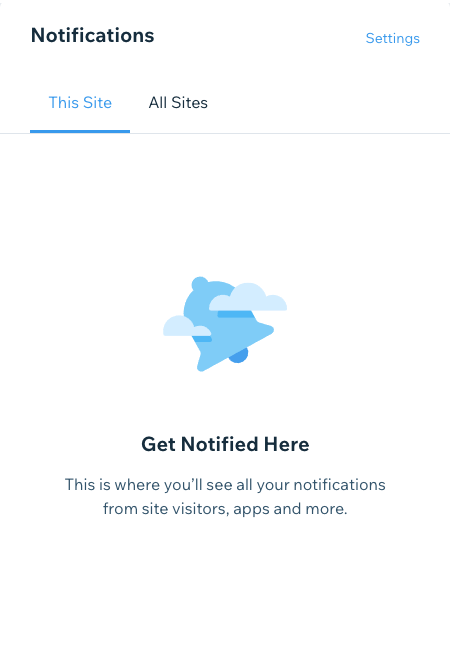 Notifications
Settings
This Site
All Sites
Get Notified Here
This is where you’ll see all your notifications
from site visitors, apps and more.